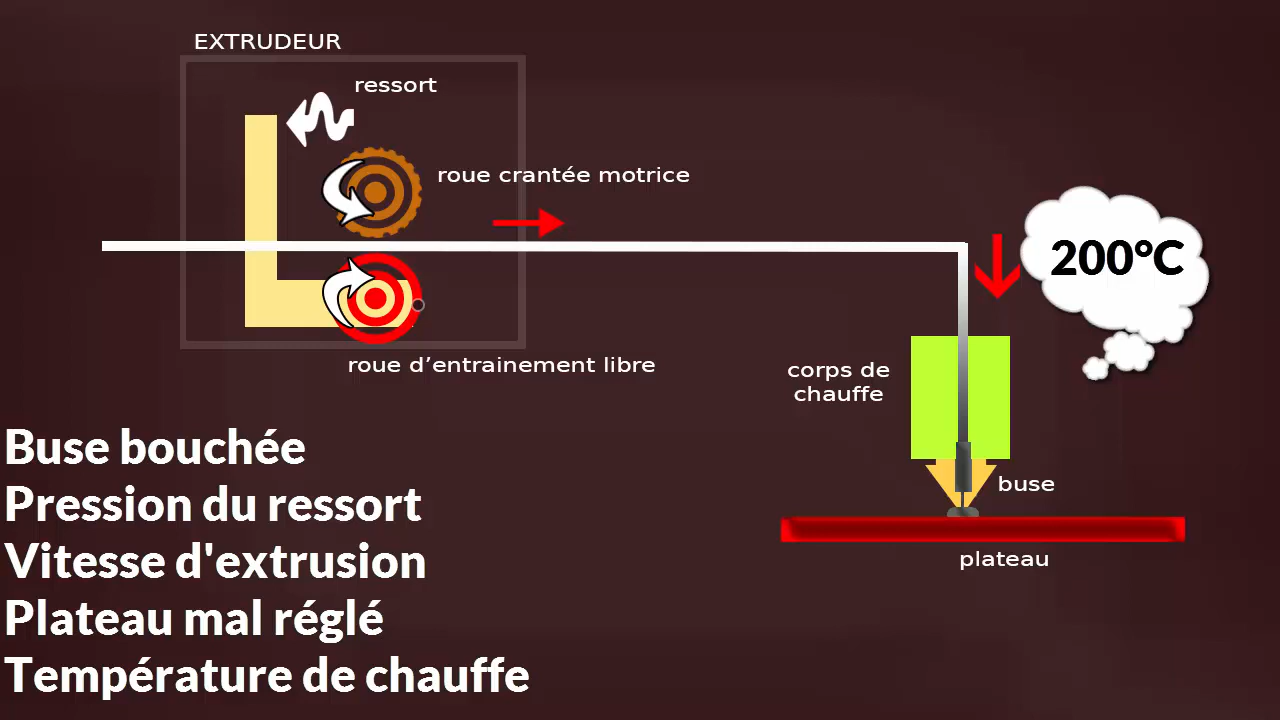 EXTRUDEUR
ressort
roue crantée motrice
200°C
roue d’entrainement libre
corps de
chauffe
buse
plateau
Buse bouchée
Pression du ressort
Vitesse d'extrusion
Plateau mal réglé
Température de chauffe